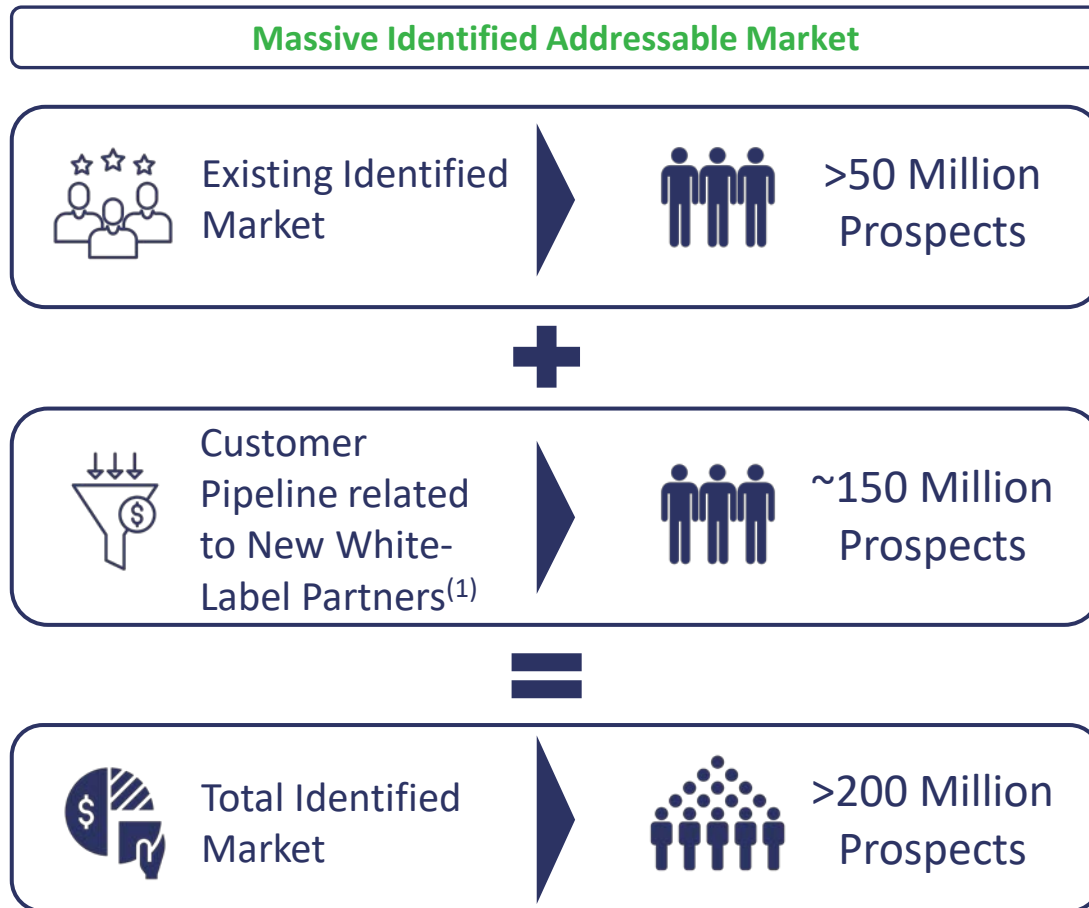 Massive Identified Addressable Market
Existing Identified
Market
>50 Million
Prospects
Customer
Pipeline related
to New White-
Label Partners(1)
~150 Million
Prospects
Total Identified
Market
>200 Million
Prospects